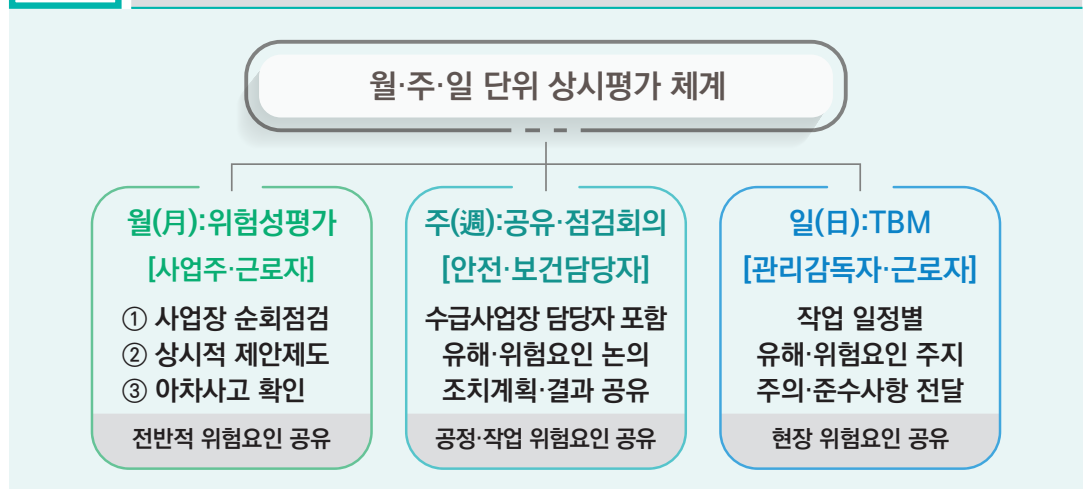 월·주·일 단위 상시평가 체계
월(月):위험성평가
[사업주·근로자]
① 사업장 순회점검
② 상시적 제안제도
③ 아차사고 확인
전반적 위험요인 공유
주(週):공유·점검회의
[안전·보건담당자]
수급사업장 담당자 포함
유해·위험요인 논의
조치계획·결과 공유
공정·작업 위험요인 공유
일(日):TBM
[관리감독자·근로자]
작업 일정별
유해·위험요인 주지
주의·준수사항 전달
현장 위험요인 공유